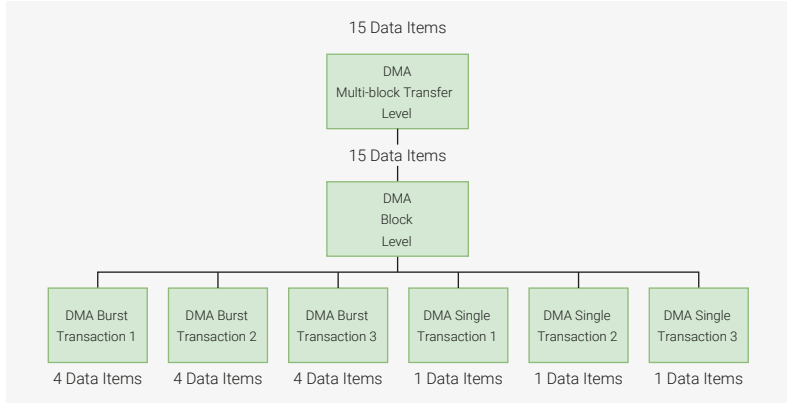 15 Data Items
DMA
Multi-block Transfer
Level
15 Data Items
DMA
Block
Level
DMA Burst
Transaction 1
DMA Burst
Transaction 2
DMA Burst
Transaction 3
DMA Single
Transaction 1
DMA Single
Transaction 2
DMA Single
Transaction 3
4 Data Items
4 Data Items
4 Data Items
1 Data Items
1 Data Items
1 Data Items